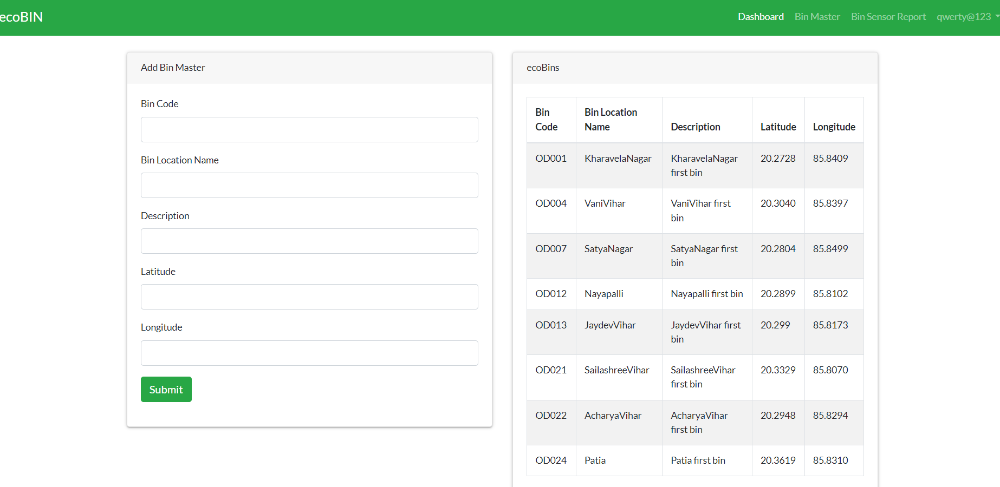 ecoBIN
Dashboard Bin Master Bin Sensor Report qwerty@123
Add Bin Master
Bin Code
Bin Location Name
Description
Latitude
Longitude
Submit
ecoBins
Bin Code Bin Location Name Description Latitude Longitude
OD001 KharavelaNagar KharavelaNagar first bin 20.2728 85.8409
OD004 VaniVihar VaniVihar first bin 20.3040 85.8397
OD007 SatyaNagar SatyaNagar first bin 20.2804 85.8499
OD012 Nayapalli Nayapalli first bin 20.2899 85.8102
OD013 JaydevVihar JaydevVihar first bin 20.299 85.8173
OD021 SailashreeVihar SailashreeVihar first bin 20.3329 85.8070
OD022 AcharyaVihar AcharyaVihar first bin 20.2948 85.8294
OD024 Patia Patia first bin 20.3619 85.8310